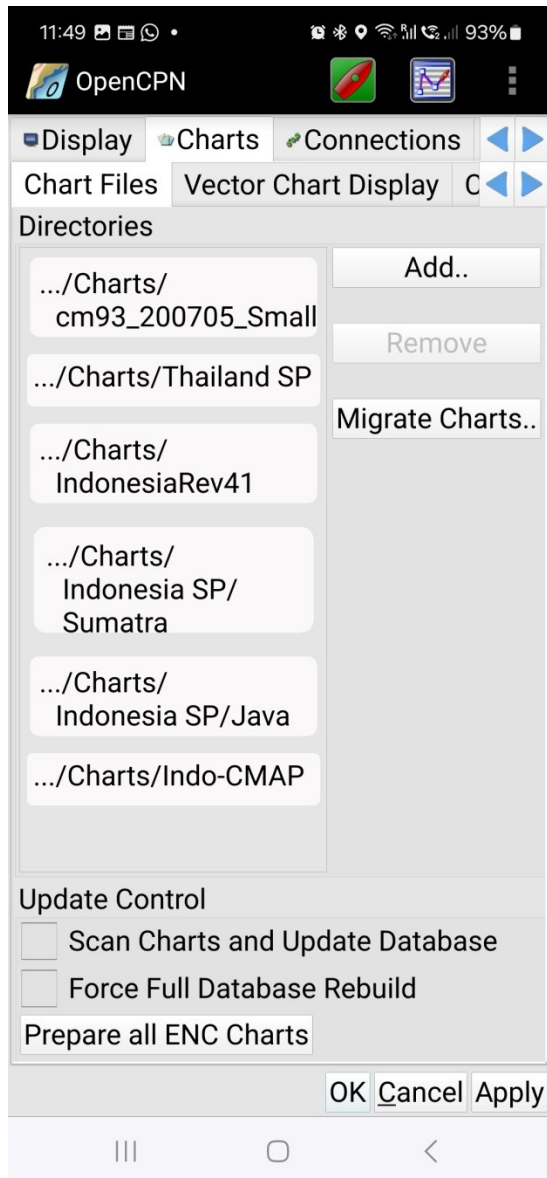 11:49 93%
OpenCPN
Display Charts Connections
Chart Files Vector Chart Display
Directories
.../Charts/
cm93_200705_Small
.../Charts/Thailand SP
.../Charts/
IndonesiaRev41
.../Charts/
Indonesia SP/
Sumatra
.../Charts/
Indonesia SP/Java
.../Charts/Indo-CMAP
Add..
Remove
Migrate Charts..
Update Control
Scan Charts and Update Database
Force Full Database Rebuild
Prepare all ENC Charts
OK Cancel Apply